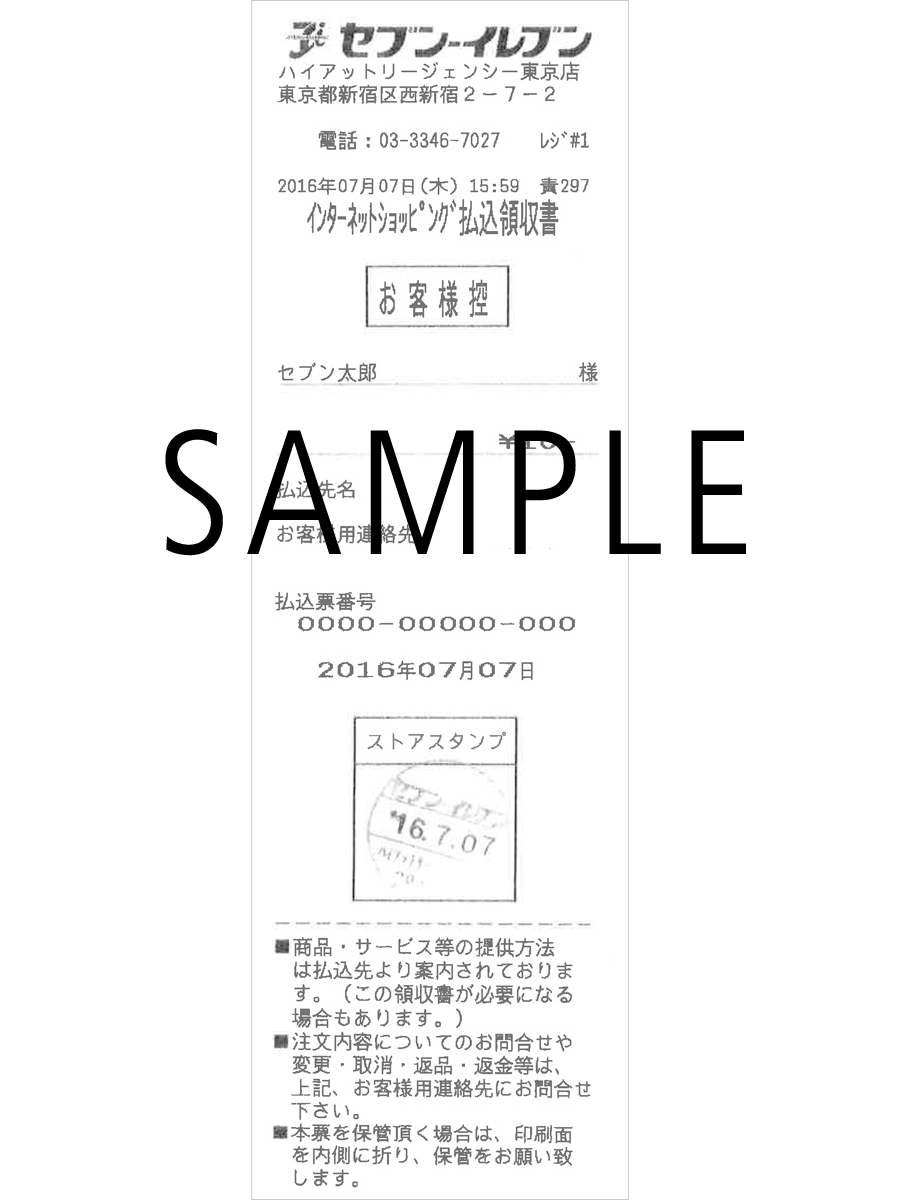 セブン-イレブン
ハイアットリージェンシー東京店
東京都新宿区西新宿2-7-2
電話:03-3346-7027 レジ#1
2016年07月07日(木) 15:59 責297
インターネットショッピング払込領収書
お客様控
セブン太郎 様
SAMPLE
払込先名
お客様用連絡先
払込票番号
0000-00000-000
2016年07月07日
ストアスタンプ
セブン-イレブン
'16.7.07
■商品・サービス等の提供方法
は払込先より案内されておりま
す。(この領収書が必要になる
場合もあります。)
■注文内容についてのお問合せや
変更・取消・返品・返金等は、
上記、お客様用連絡先にお問合せ
下さい。
■本票を保管頂く場合は、印刷面
を内側に折り、保管をお願い致
します。